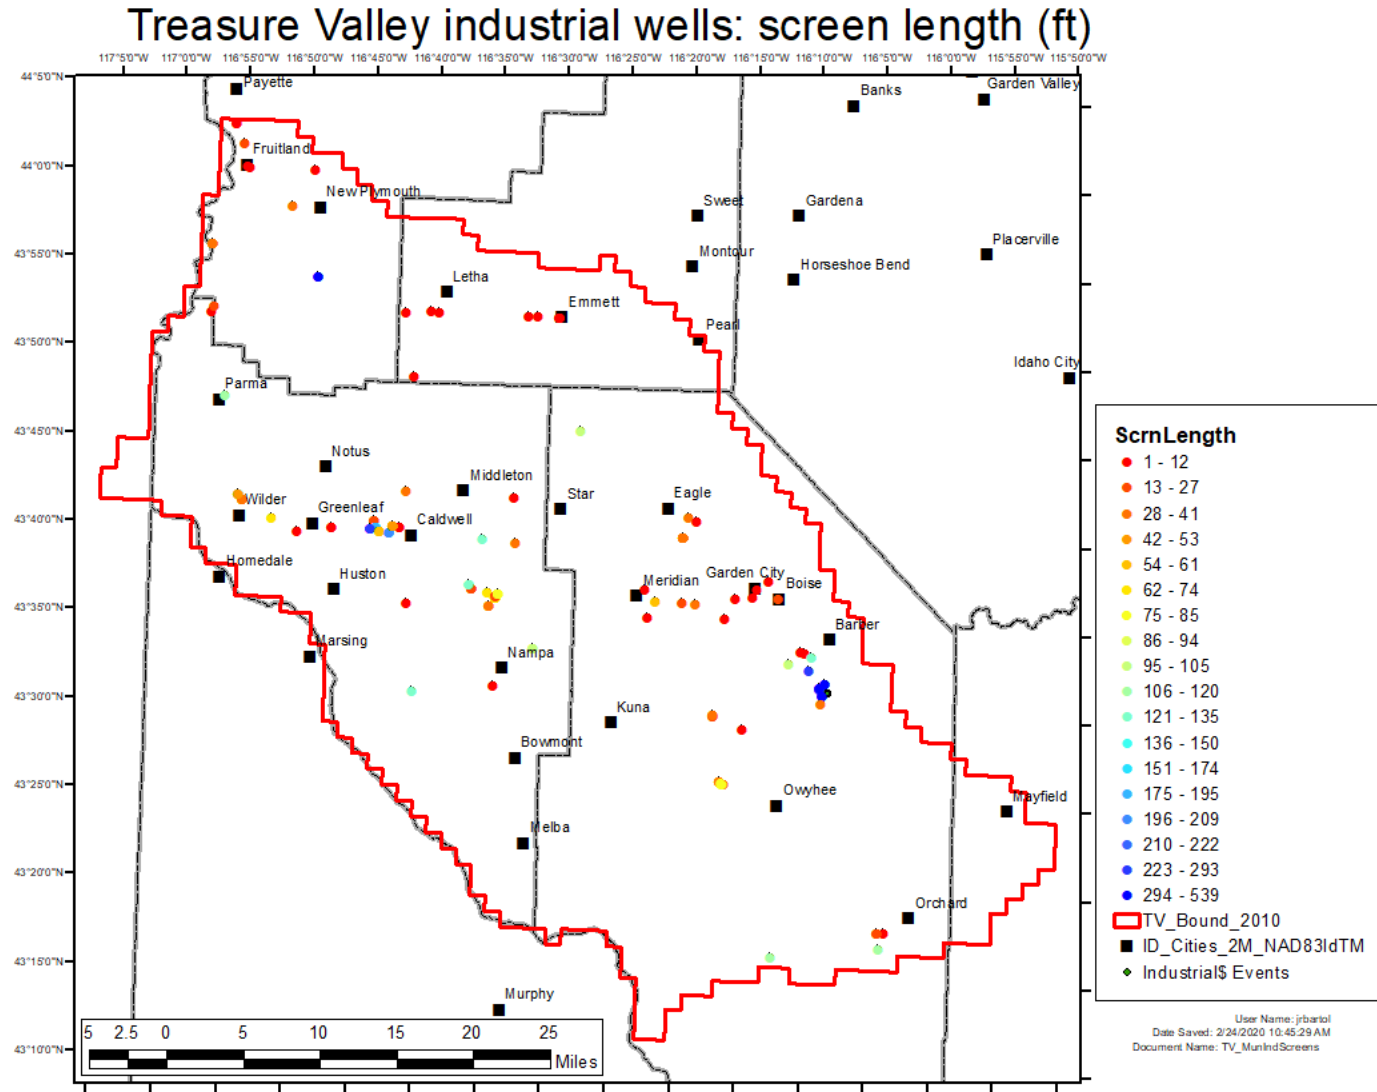 Treasure Valley industrial wells: screen length (ft)
117°5'0"W 117°0'0"W 116°55'0"W 116°50'0"W 116°45'0"W 116°40'0"W 116°35'0"W 116°30'0"W 116°25'0"W 116°20'0"W 116°15'0"W 116°10'0"W 116°5'0"W 116°0'0"W 115°55'0"W 115°50'0"W
44°5'0"N
Payette
Banks
Garden Valley
Fruitland
44°0'0"N
New Plymouth
Sweet
Gardena
Placerville
43°55'0"N
Montour
Horseshoe Bend
Letha
Emmett
Pearl
43°50'0"N
Idaho City
Parma
43°45'0"N
Notus
Middleton
Wilder
Greenleaf
Star
Eagle
43°40'0"N
Caldwell
Homedale
Huston
Meridian
Garden City
Boise
43°35'0"N
Marsing
Barber
Nampa
43°30'0"N
Kuna
Bowmont
43°25'0"N
Owyhee
Mayfield
Melba
43°20'0"N
Orchard
43°15'0"N
Murphy
43°10'0"N
5 2.5 0 5 10 15 20 25
Miles
ScrnLength
1 - 12
13 - 27
28 - 41
42 - 53
54 - 61
62 - 74
75 - 85
86 - 94
95 - 105
106 - 120
121 - 135
136 - 150
151 - 174
175 - 195
196 - 209
210 - 222
223 - 293
294 - 539
TV_Bound_2010
ID_Cities_2M_NAD83IdTM
Industrial$ Events
User Name: jrbartol
Date Saved: 2/24/2020 10:45:29 AM
Document Name: TV_MunIndScreens